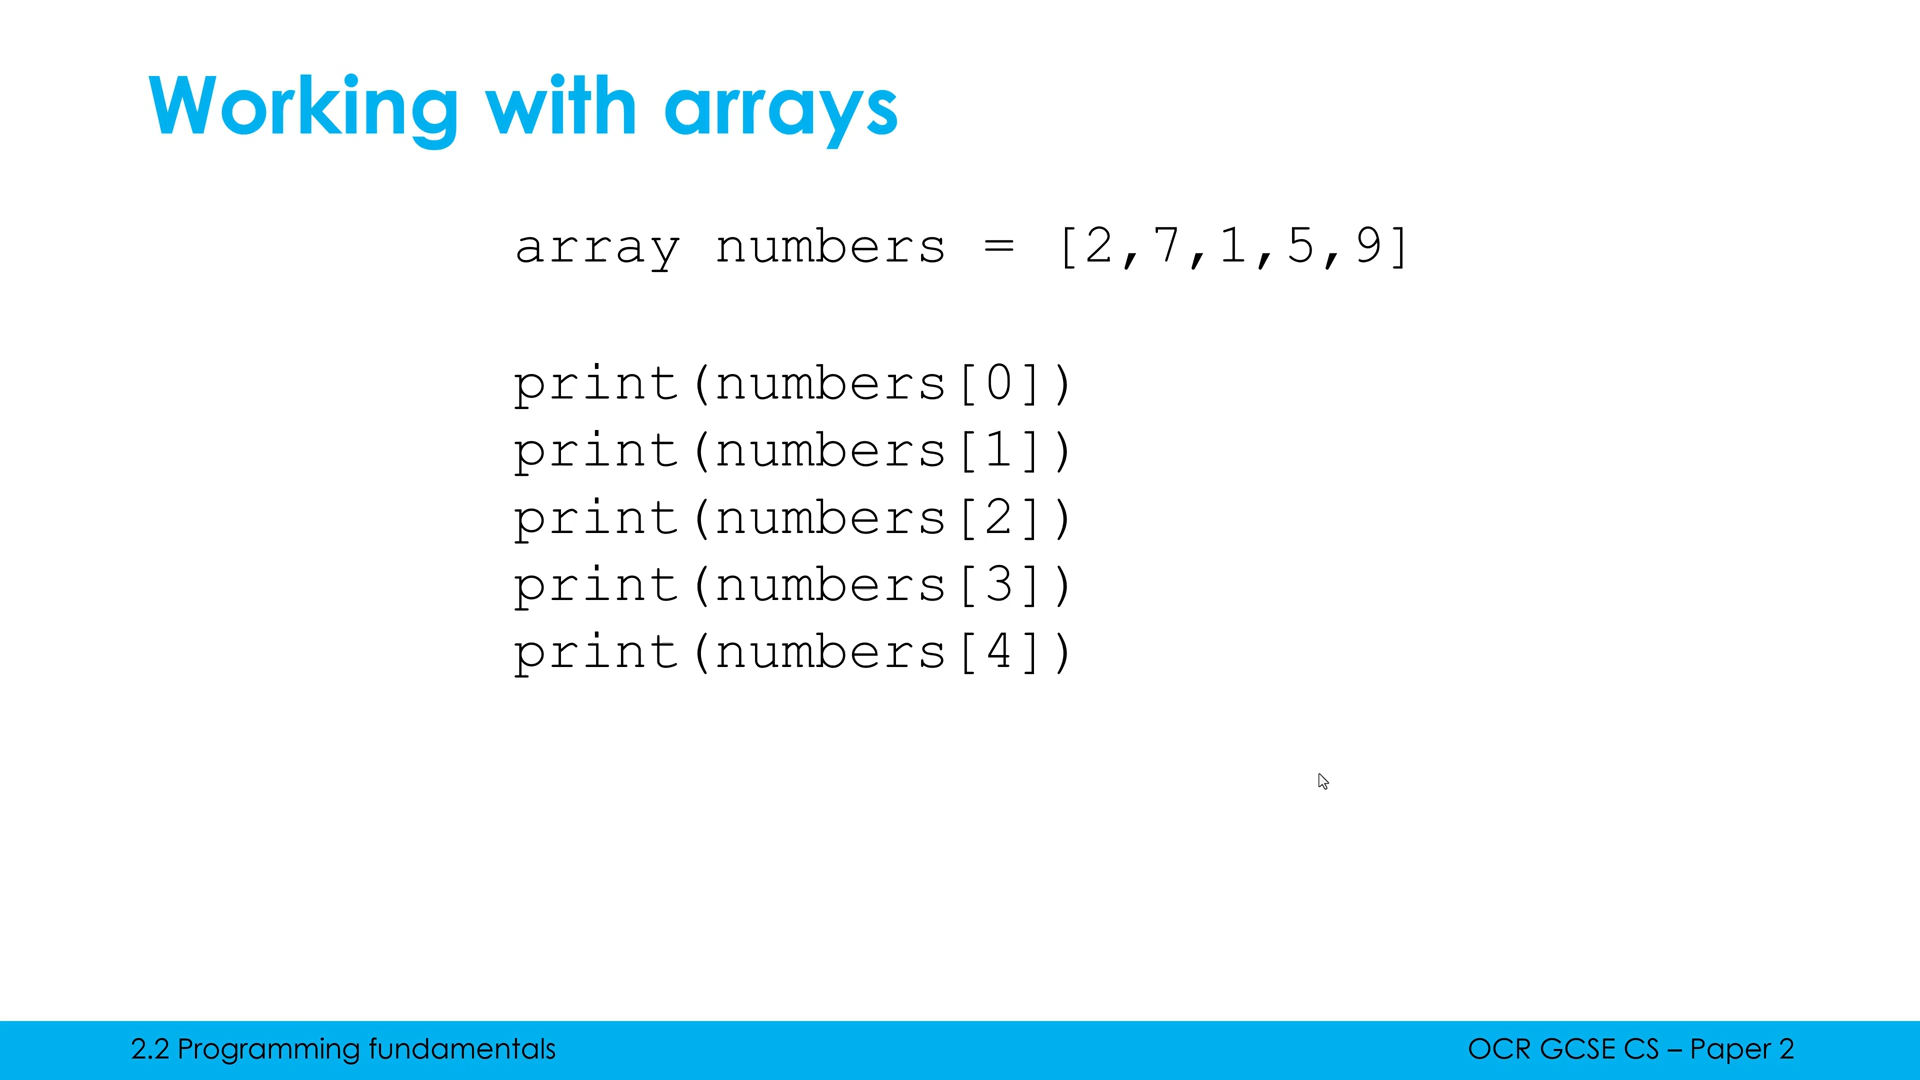 Working with arrays
array numbers = [2,7,1,5,9]
print(numbers[0])
print(numbers[1])
print(numbers[2])
print(numbers[3])
print(numbers[4])
2.2 Programming fundamentals
OCR GCSE CS – Paper 2